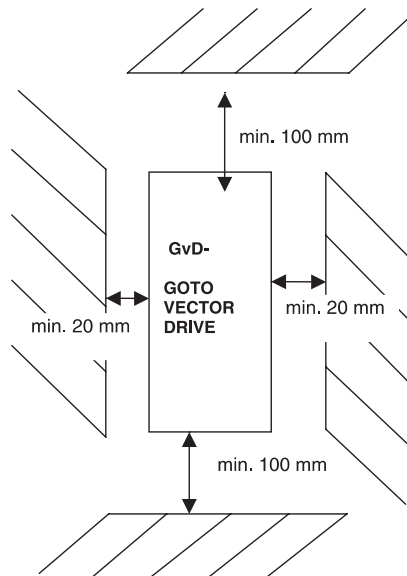 min. 100 mm
GvD-
GOTO
VECTOR
DRIVE
min. 20 mm
min. 20 mm
min. 100 mm